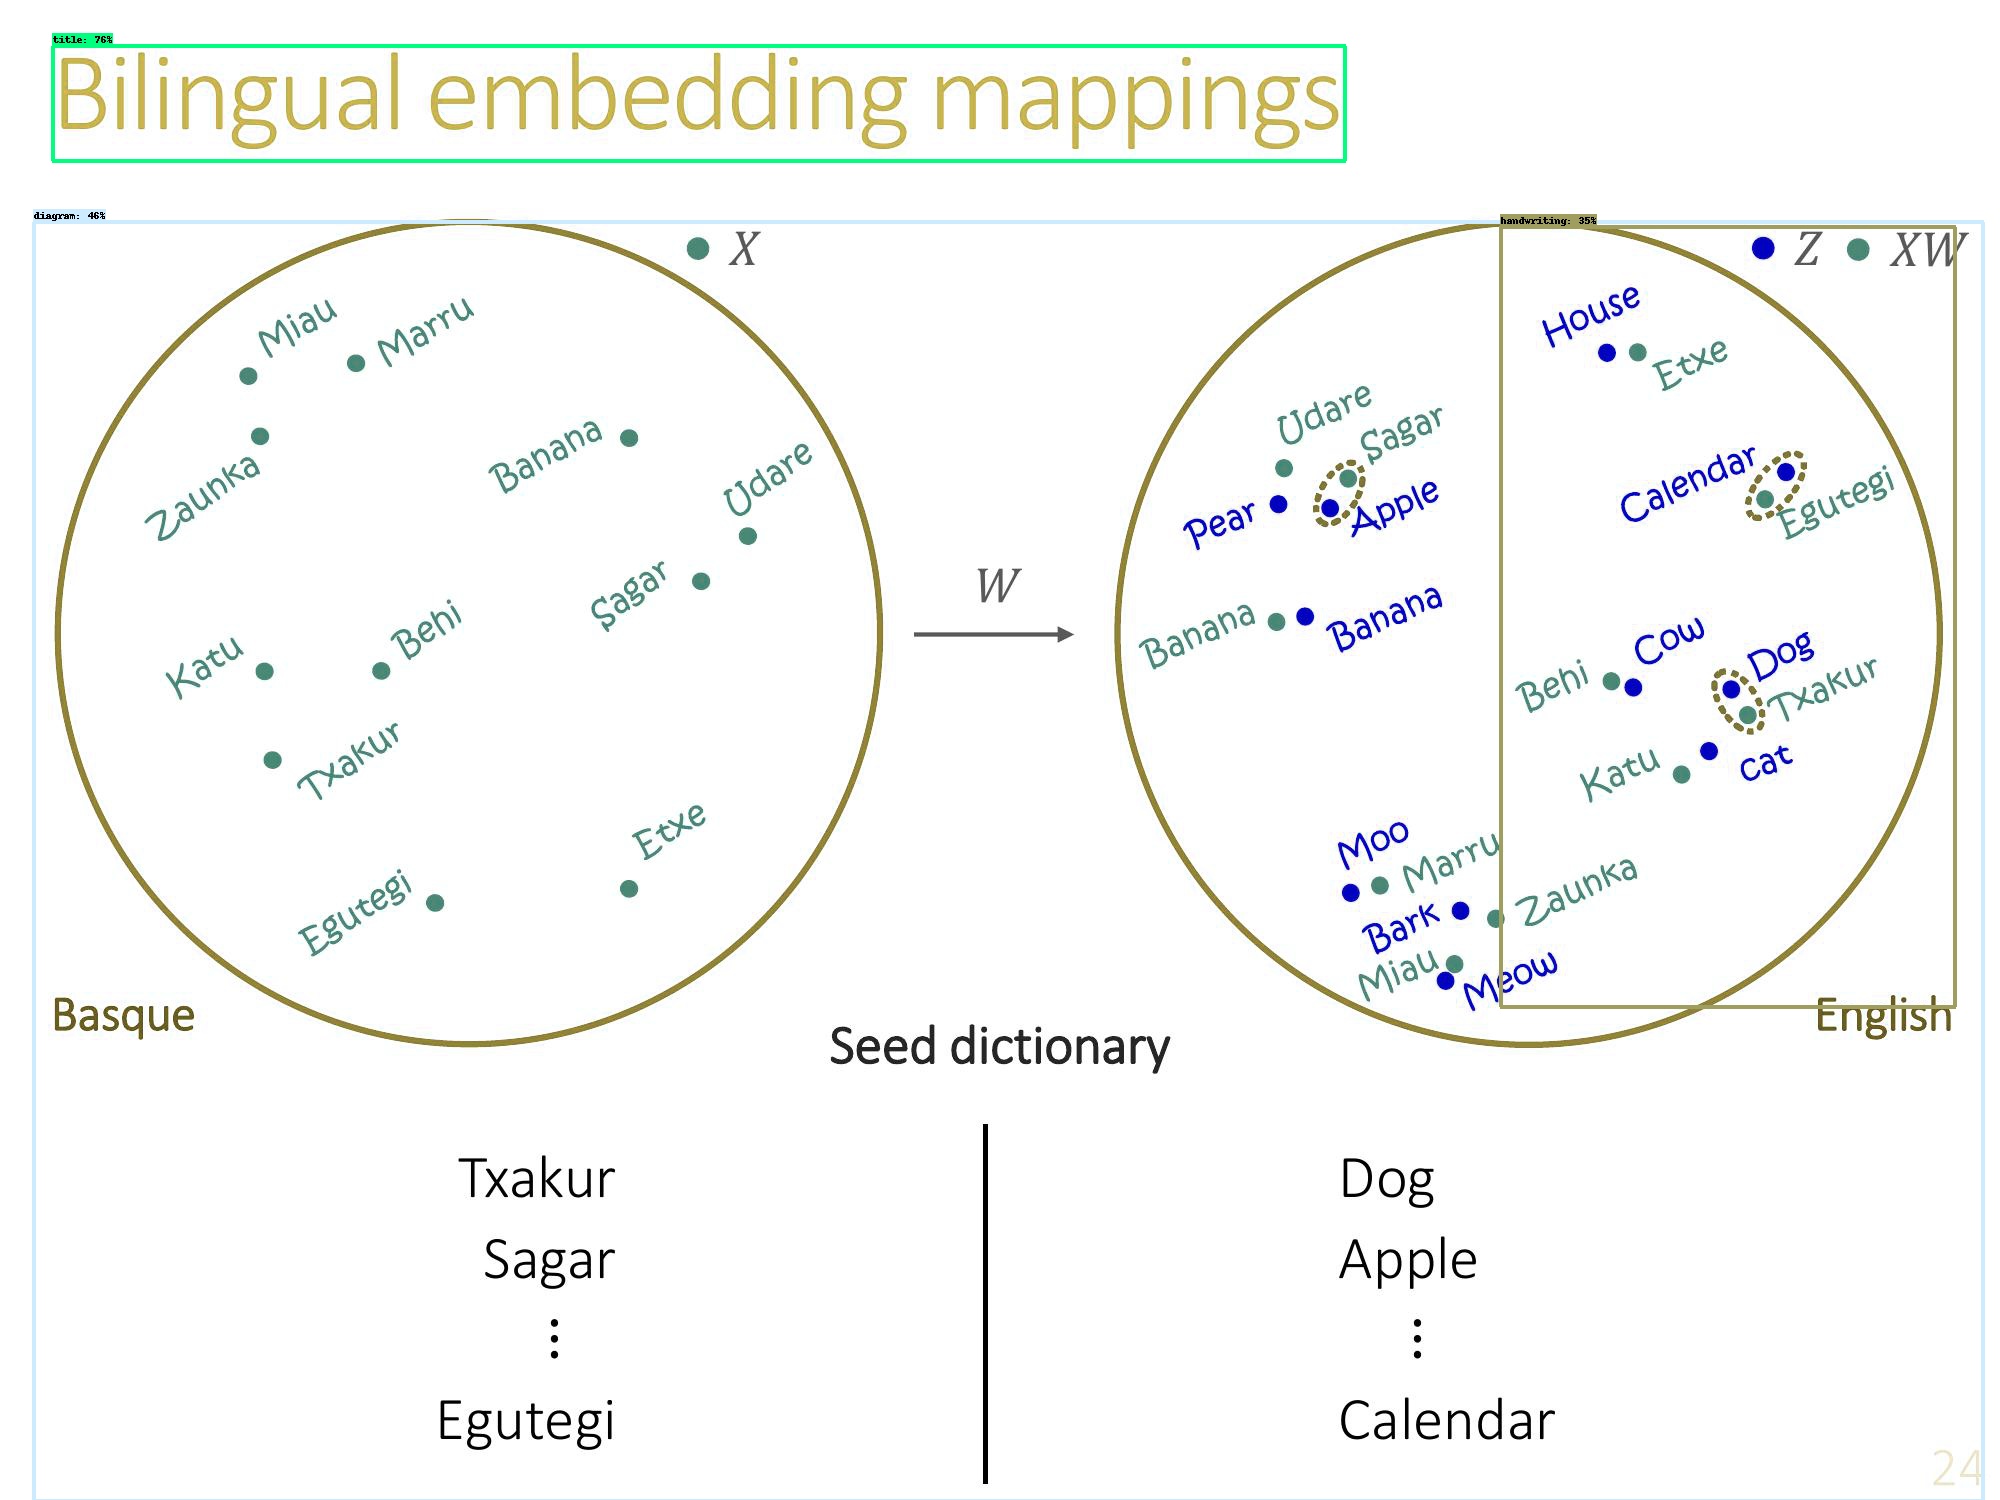 title: 76%
Bilingual embedding mappings
diagram: 46%
handwriting: 35%
X
Miau
Marru
Zaunka
Banana
Udare
Sagar
Katu
Behi
Txakur
Etxe
Egutegi
Basque
W
Z
XW
House
Etxe
Udare
Sagar
Pear
Apple
Calendar
Egutegi
Banana
Banana
Cow
Behi
Dog
Txakur
Katu
cat
Moo
Marru
Bark
Zaunka
Miau
Meow
English
Seed dictionary
Txakur Dog
Sagar Apple
⋮ ⋮
Egutegi Calendar
24